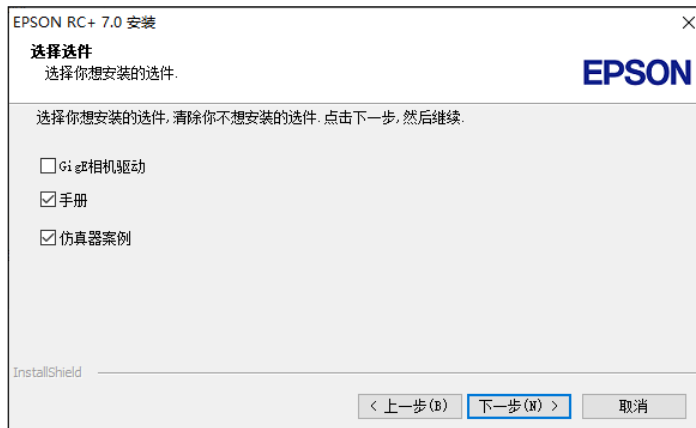 EPSON RC+ 7.0 安装
选择选件
选择你想安装的选件.
EPSON
选择你想安装的选件,清除你不想安装的选件.点击下一步,然后继续.
GigE相机驱动
手册
仿真器案例
InstallShield
< 上一步(B)
下一步(N) >
取消